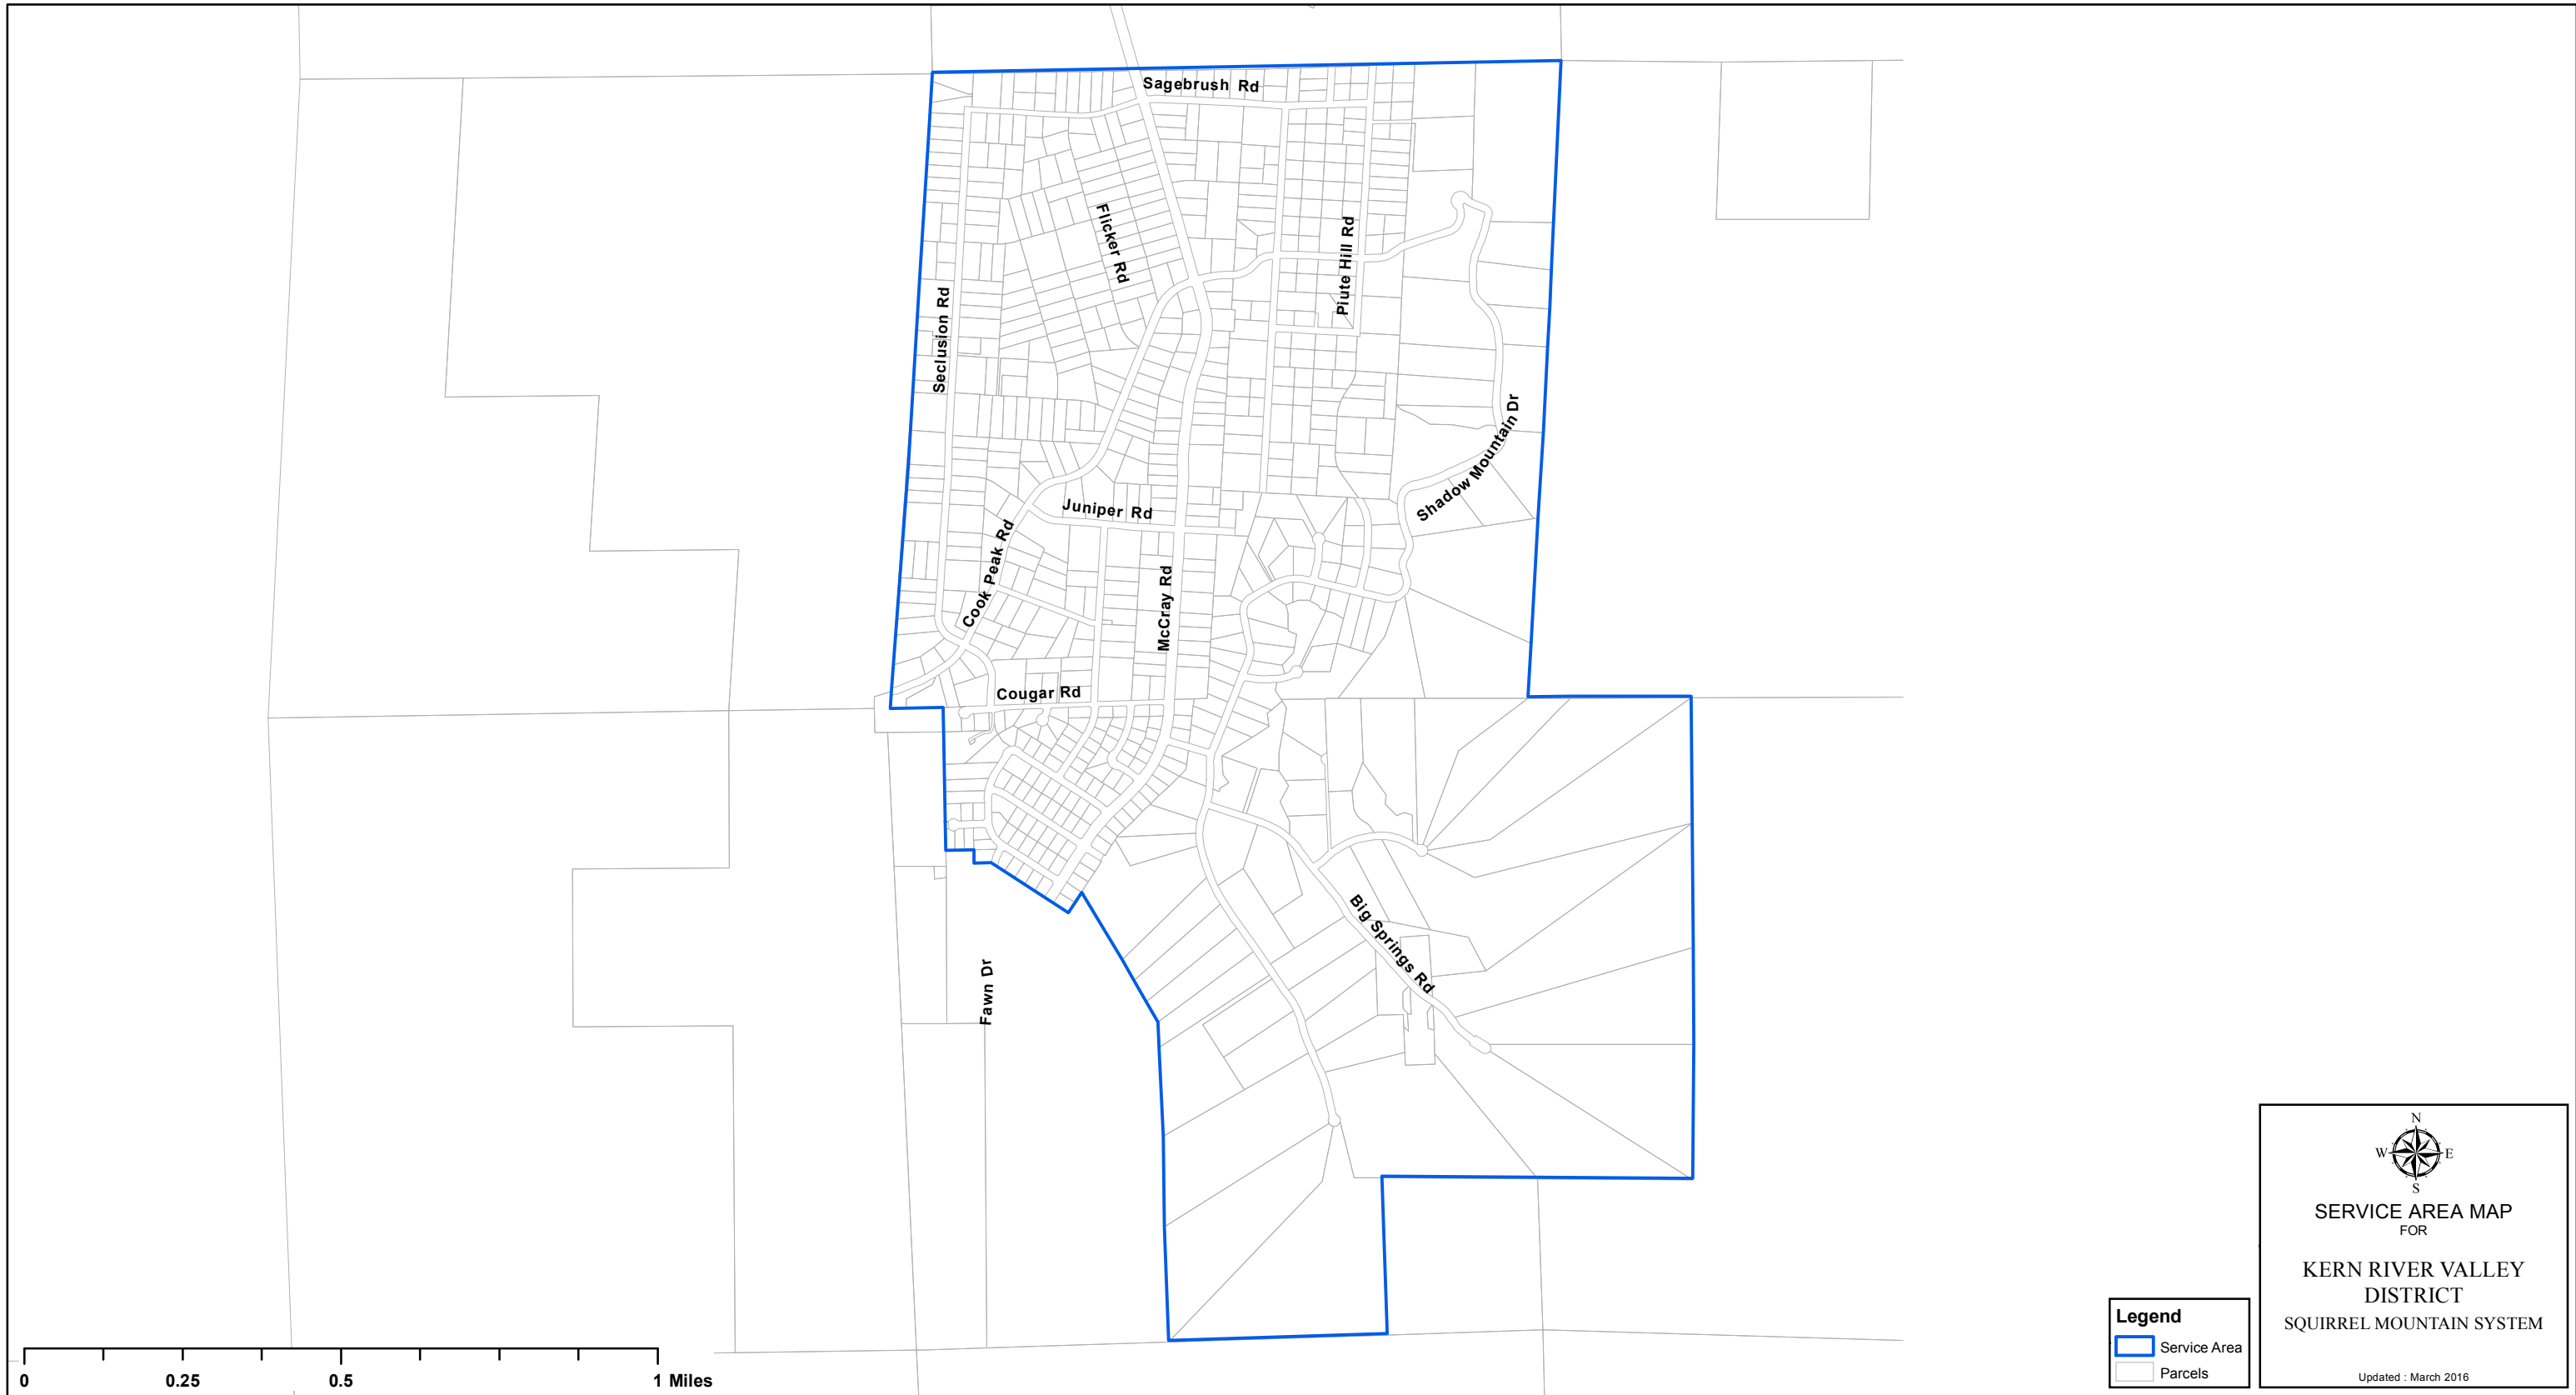 Sagebrush Rd
Flicker Rd
Piute Hill Rd
Seclusion Rd
Shadow Mountain Dr
Juniper Rd
Cook Peak Rd
McCray Rd
Cougar Rd
Big Springs Rd
Fawn Dr
0 0.25 0.5 1 Miles
Legend
Service Area
Parcels
N
W E
S
SERVICE AREA MAP
FOR
KERN RIVER VALLEY
DISTRICT
SQUIRREL MOUNTAIN SYSTEM
Updated : March 2016